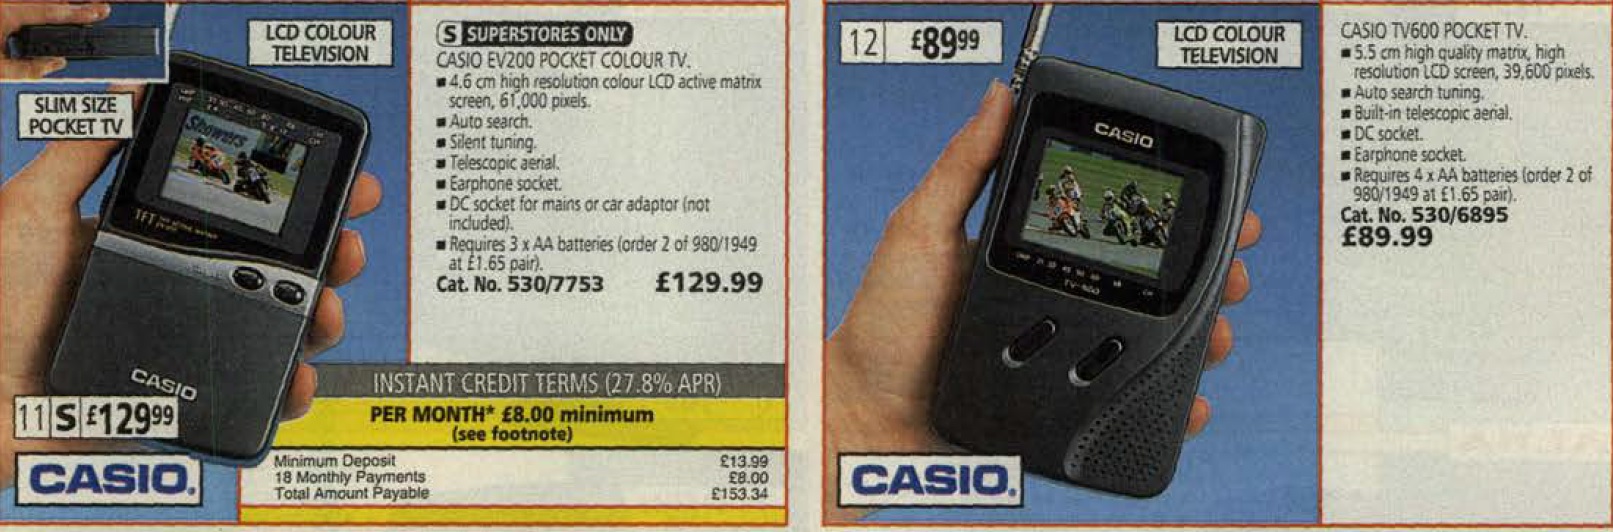 LCD COLOUR
TELEVISION
SLIM SIZE
POCKET TV
Showers
TFT
CASIO
11 S £129.99
CASIO.
S SUPERSTORES ONLY
CASIO EV200 POCKET COLOUR TV.
■ 4.6 cm high resolution colour LCD active matrix
screen, 61,000 pixels.
■ Auto search.
■ Silent tuning.
■ Telescopic aerial.
■ Earphone socket.
■ DC socket for mains or car adaptor (not
included).
■ Requires 3 x AA batteries (order 2 of 980/1949
at £1.65 pair).
Cat. No. 530/7753 £129.99
INSTANT CREDIT TERMS (27.8% APR)
PER MONTH* £8.00 minimum
(see footnote)
Minimum Deposit £13.99
18 Monthly Payments £8.00
Total Amount Payable £153.34
12 £89.99
LCD COLOUR
TELEVISION
CASIO
TV-600
CASIO.
CASIO TV600 POCKET TV.
■ 5.5 cm high quality matrix, high
resolution LCD screen, 39,600 pixels.
■ Auto search tuning.
■ Built-in telescopic aerial.
■ DC socket.
■ Earphone socket.
■ Requires 4 x AA batteries (order 2 of
980/1949 at £1.65 pair).
Cat. No. 530/6895
£89.99